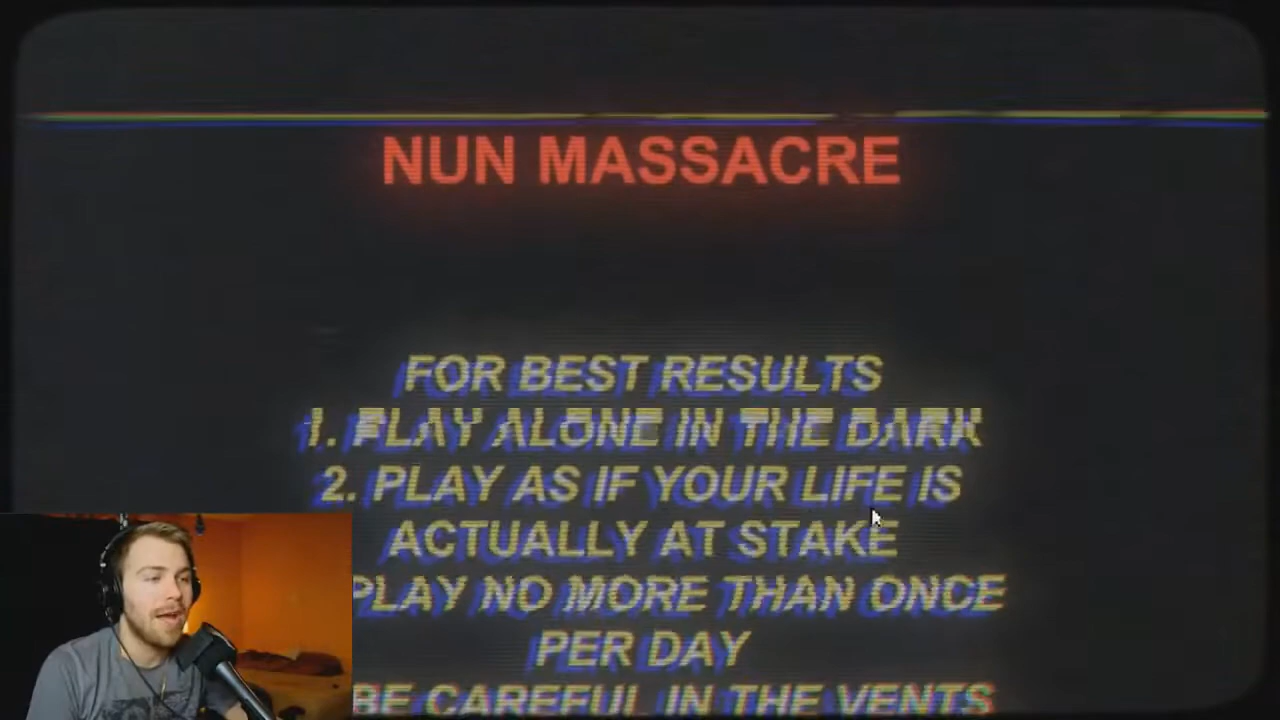 NUN MASSACRE
FOR BEST RESULTS
1. PLAY ALONE IN THE DARK
2. PLAY AS IF YOUR LIFE IS
ACTUALLY AT STAKE
PLAY NO MORE THAN ONCE
PER DAY
BE CAREFUL IN THE VENTS